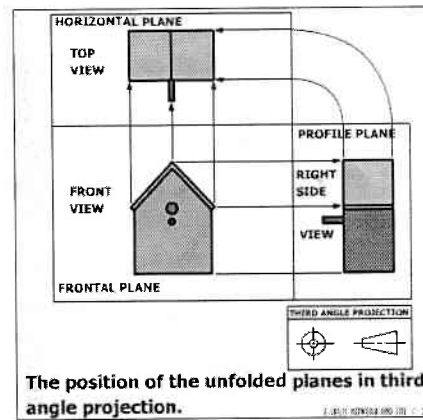 HORIZONTAL PLANE
TOP
VIEW
PROFILE PLANE
RIGHT
SIDE
VIEW
FRONT
VIEW
FRONTAL PLANE
THIRD ANGLE PROJECTION
The position of the unfolded planes in third
angle projection.